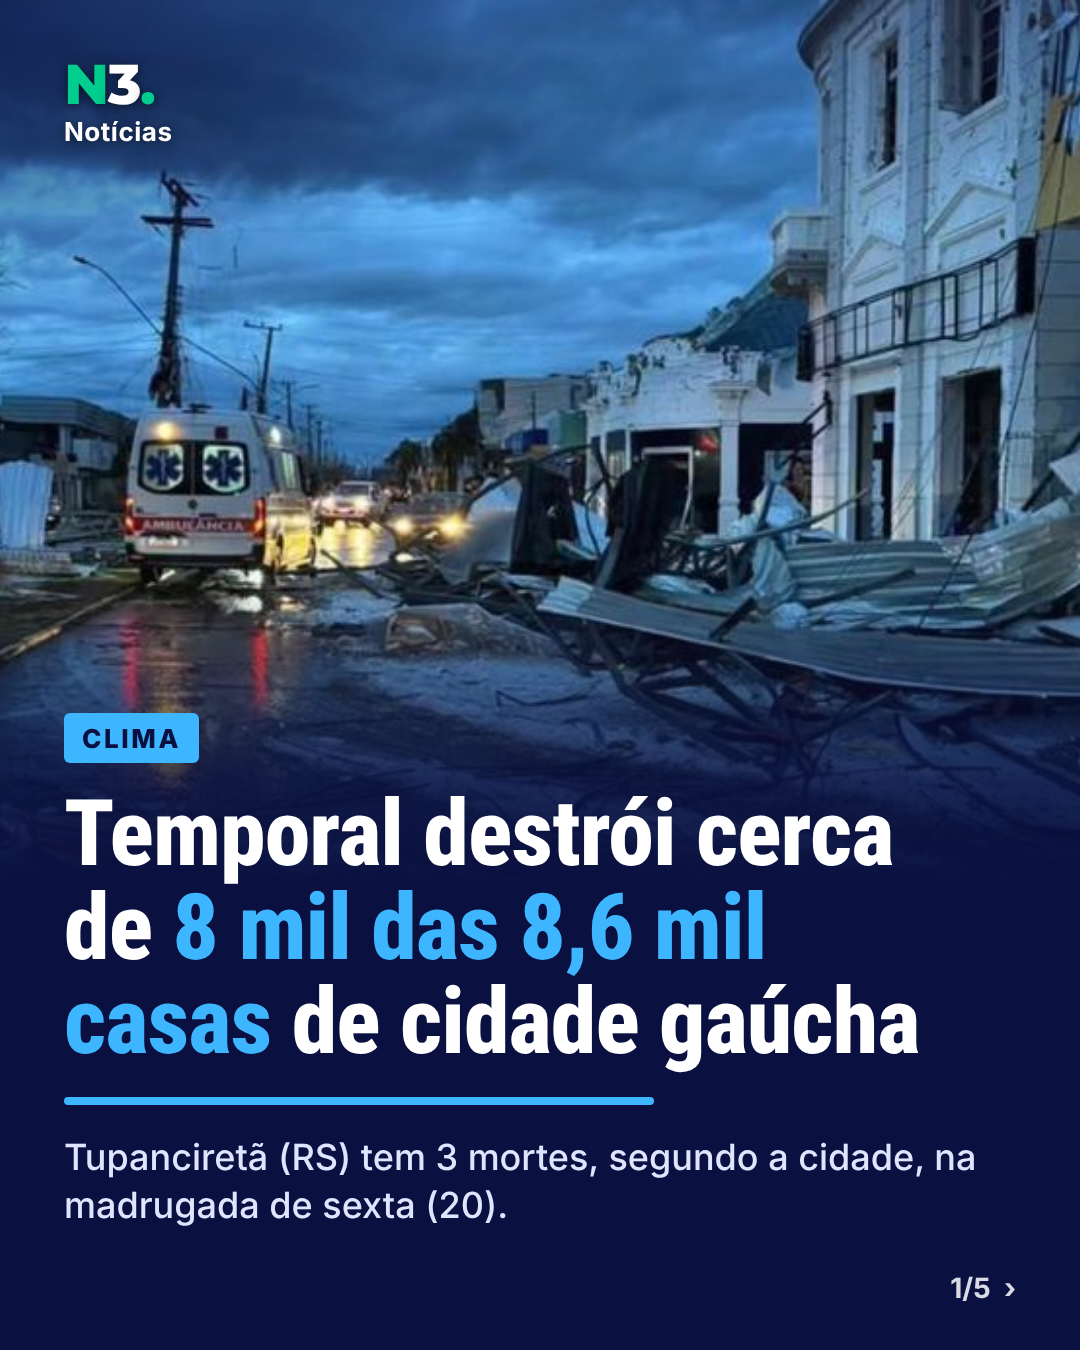 N3.
Notícias
AMBULÂNCIA
CLIMA
Temporal destrói cerca
de 8 mil das 8,6 mil
casas de cidade gaúcha
Tupanciretã (RS) tem 3 mortes, segundo a cidade, na
madrugada de sexta (20).
1/5 ›